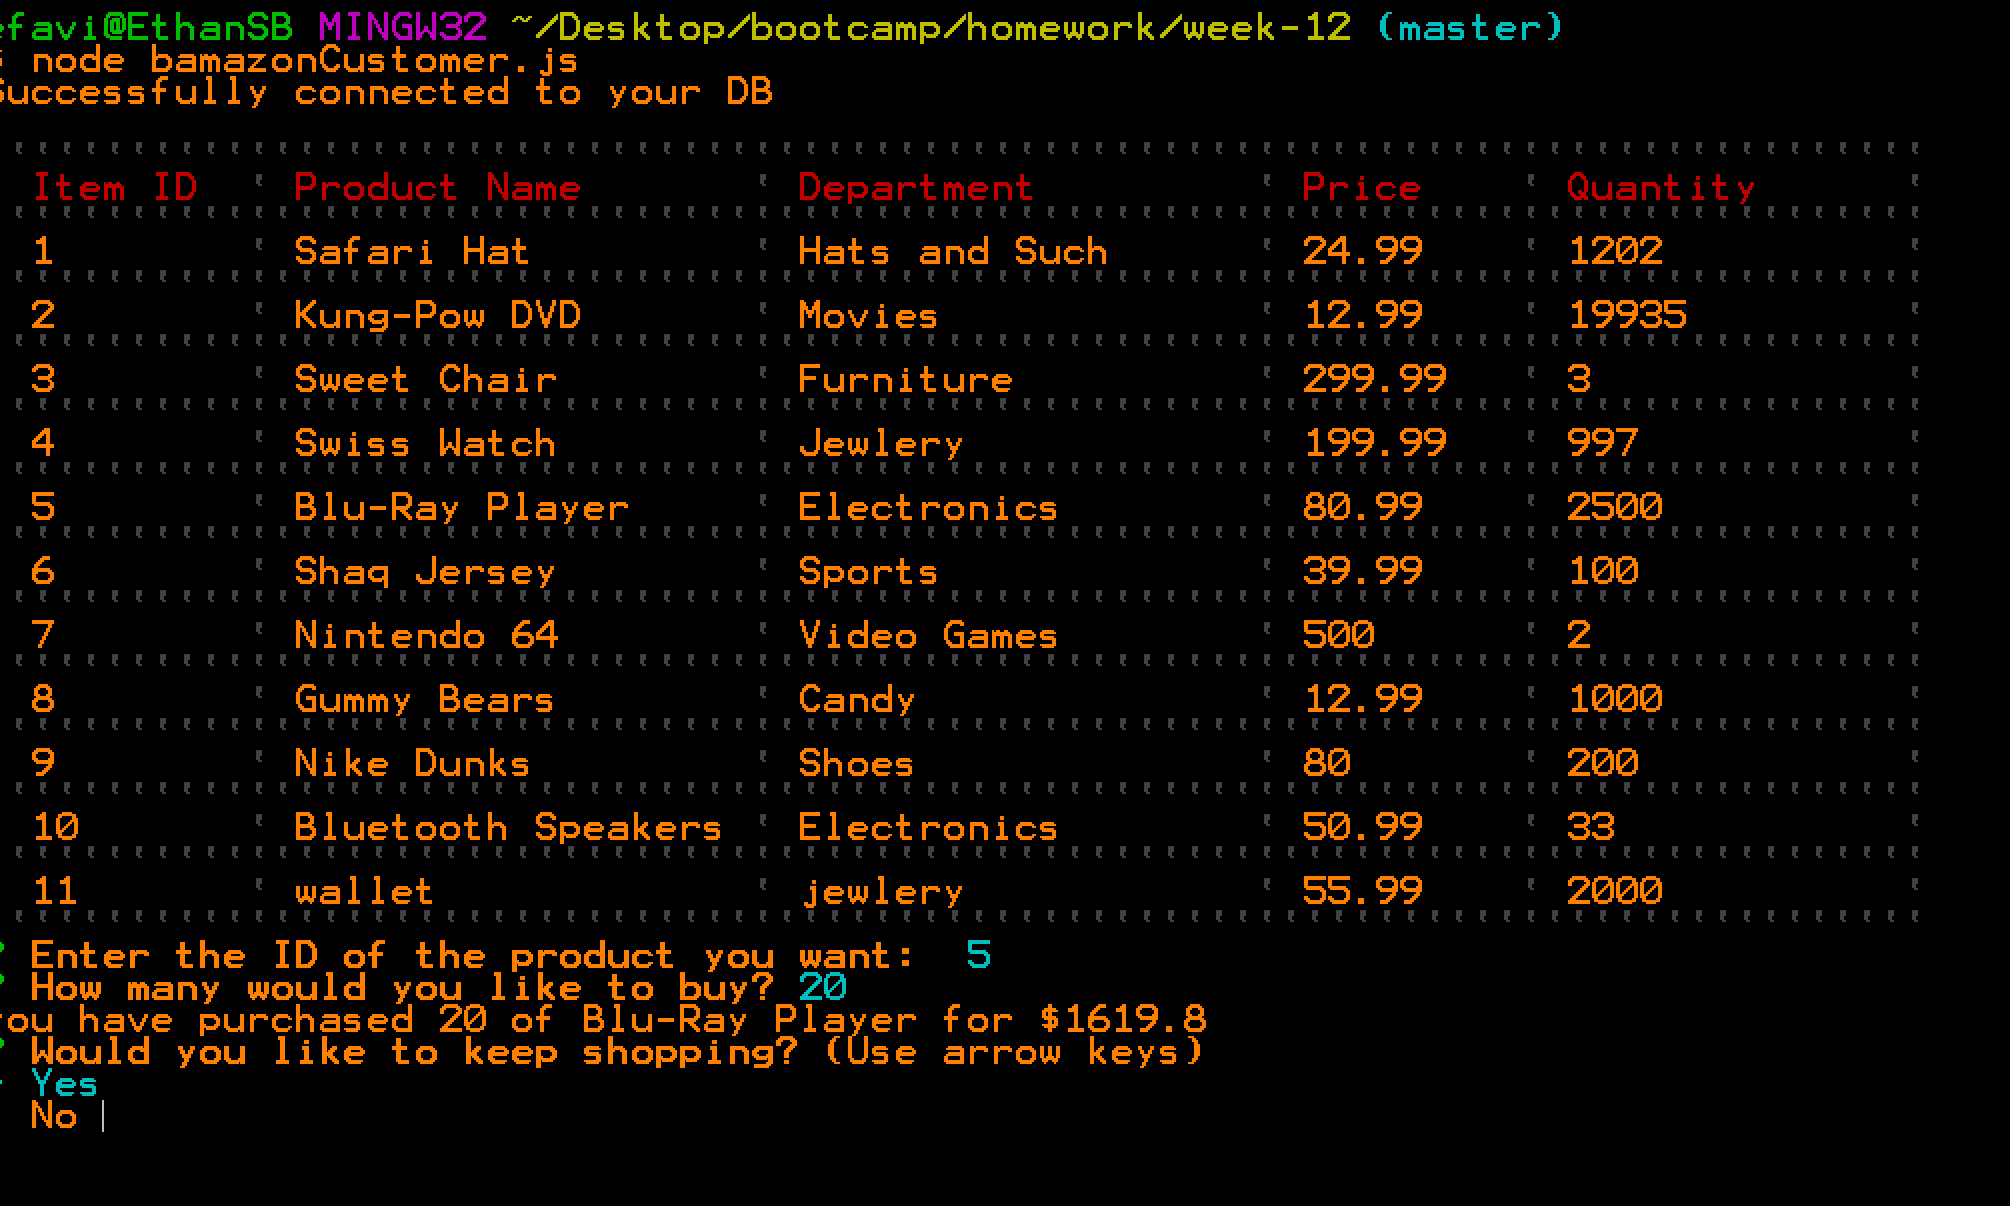 efavi@EthanSB MINGW32 ~/Desktop/bootcamp/homework/week-12 (master)
$ node bamazonCustomer.js
Successfully connected to your DB
Item ID Product Name Department Price Quantity
1 Safari Hat Hats and Such 24.99 1202
2 Kung-Pow DVD Movies 12.99 19935
3 Sweet Chair Furniture 299.99 3
4 Swiss Watch Jewlery 199.99 997
5 Blu-Ray Player Electronics 80.99 2500
6 Shaq Jersey Sports 39.99 100
7 Nintendo 64 Video Games 500 2
8 Gummy Bears Candy 12.99 1000
9 Nike Dunks Shoes 80 200
10 Bluetooth Speakers Electronics 50.99 33
11 wallet jewlery 55.99 2000
? Enter the ID of the product you want: 5
? How many would you like to buy? 20
You have purchased 20 of Blu-Ray Player for $1619.8
? Would you like to keep shopping? (Use arrow keys)
Yes
No